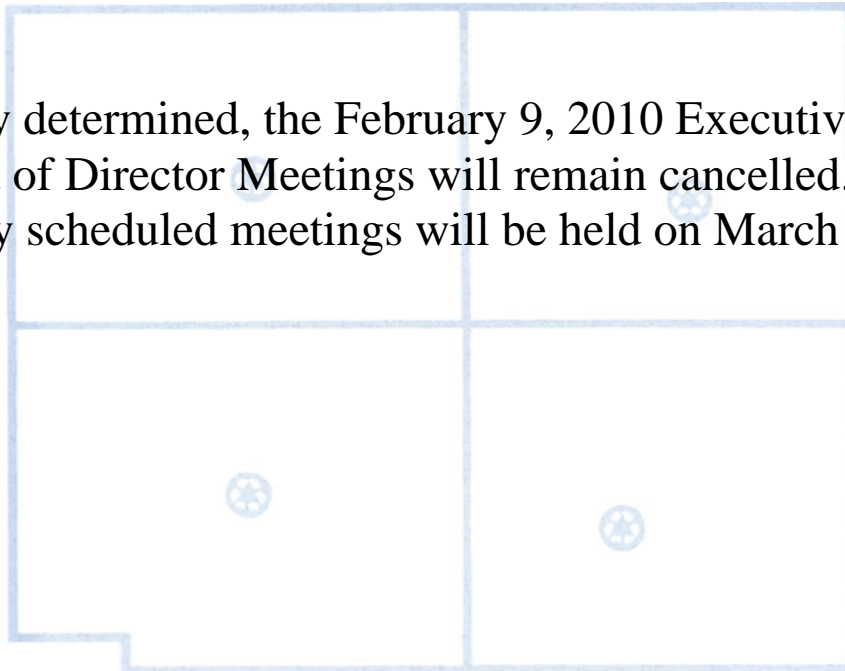 y determined, the February 9, 2010 Executiv
of Director Meetings will remain cancelled.
y scheduled meetings will be held on March